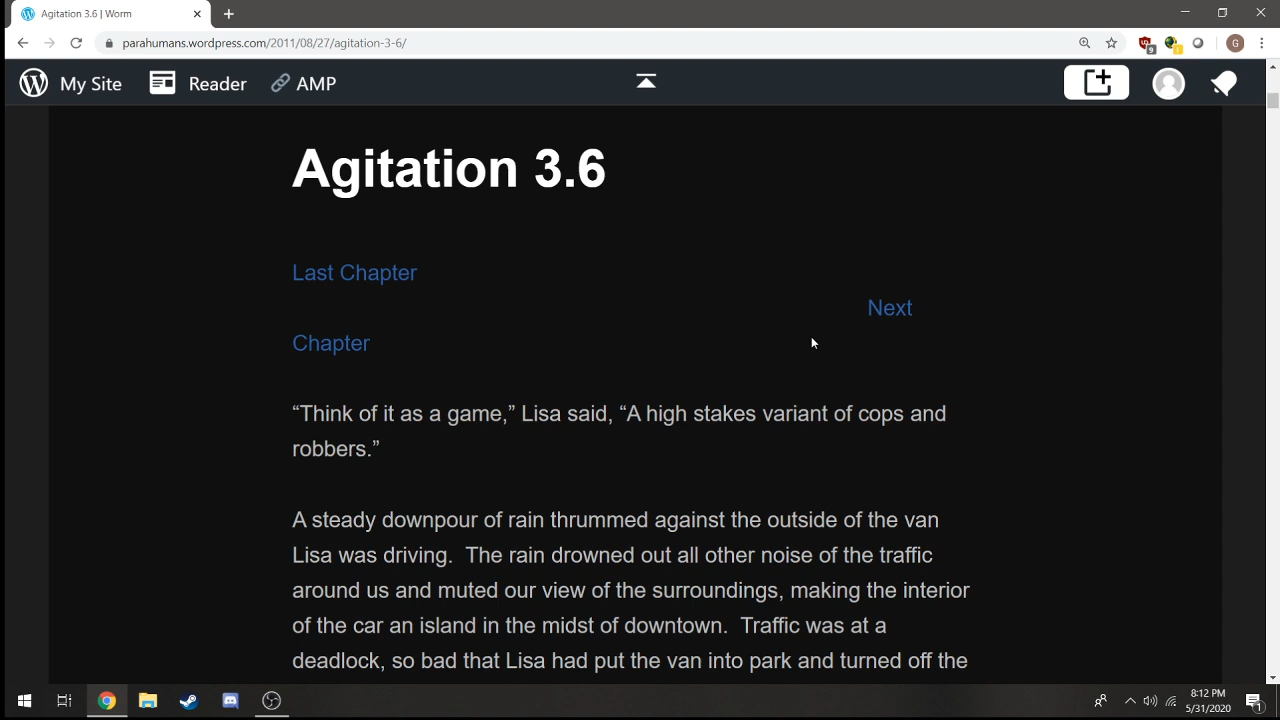 Agitation 3.6 | Worm
parahumans.wordpress.com/2011/08/27/agitation-3-6/
9
G
My Site
Reader
AMP
Agitation 3.6
Last Chapter
Next
Chapter
“Think of it as a game,” Lisa said, “A high stakes variant of cops and
robbers.”
A steady downpour of rain thrummed against the outside of the van
Lisa was driving.  The rain drowned out all other noise of the traffic
around us and muted our view of the surroundings, making the interior
of the car an island in the midst of downtown.  Traffic was at a
deadlock, so bad that Lisa had put the van into park and turned off the
8:12 PM
5/31/2020
1